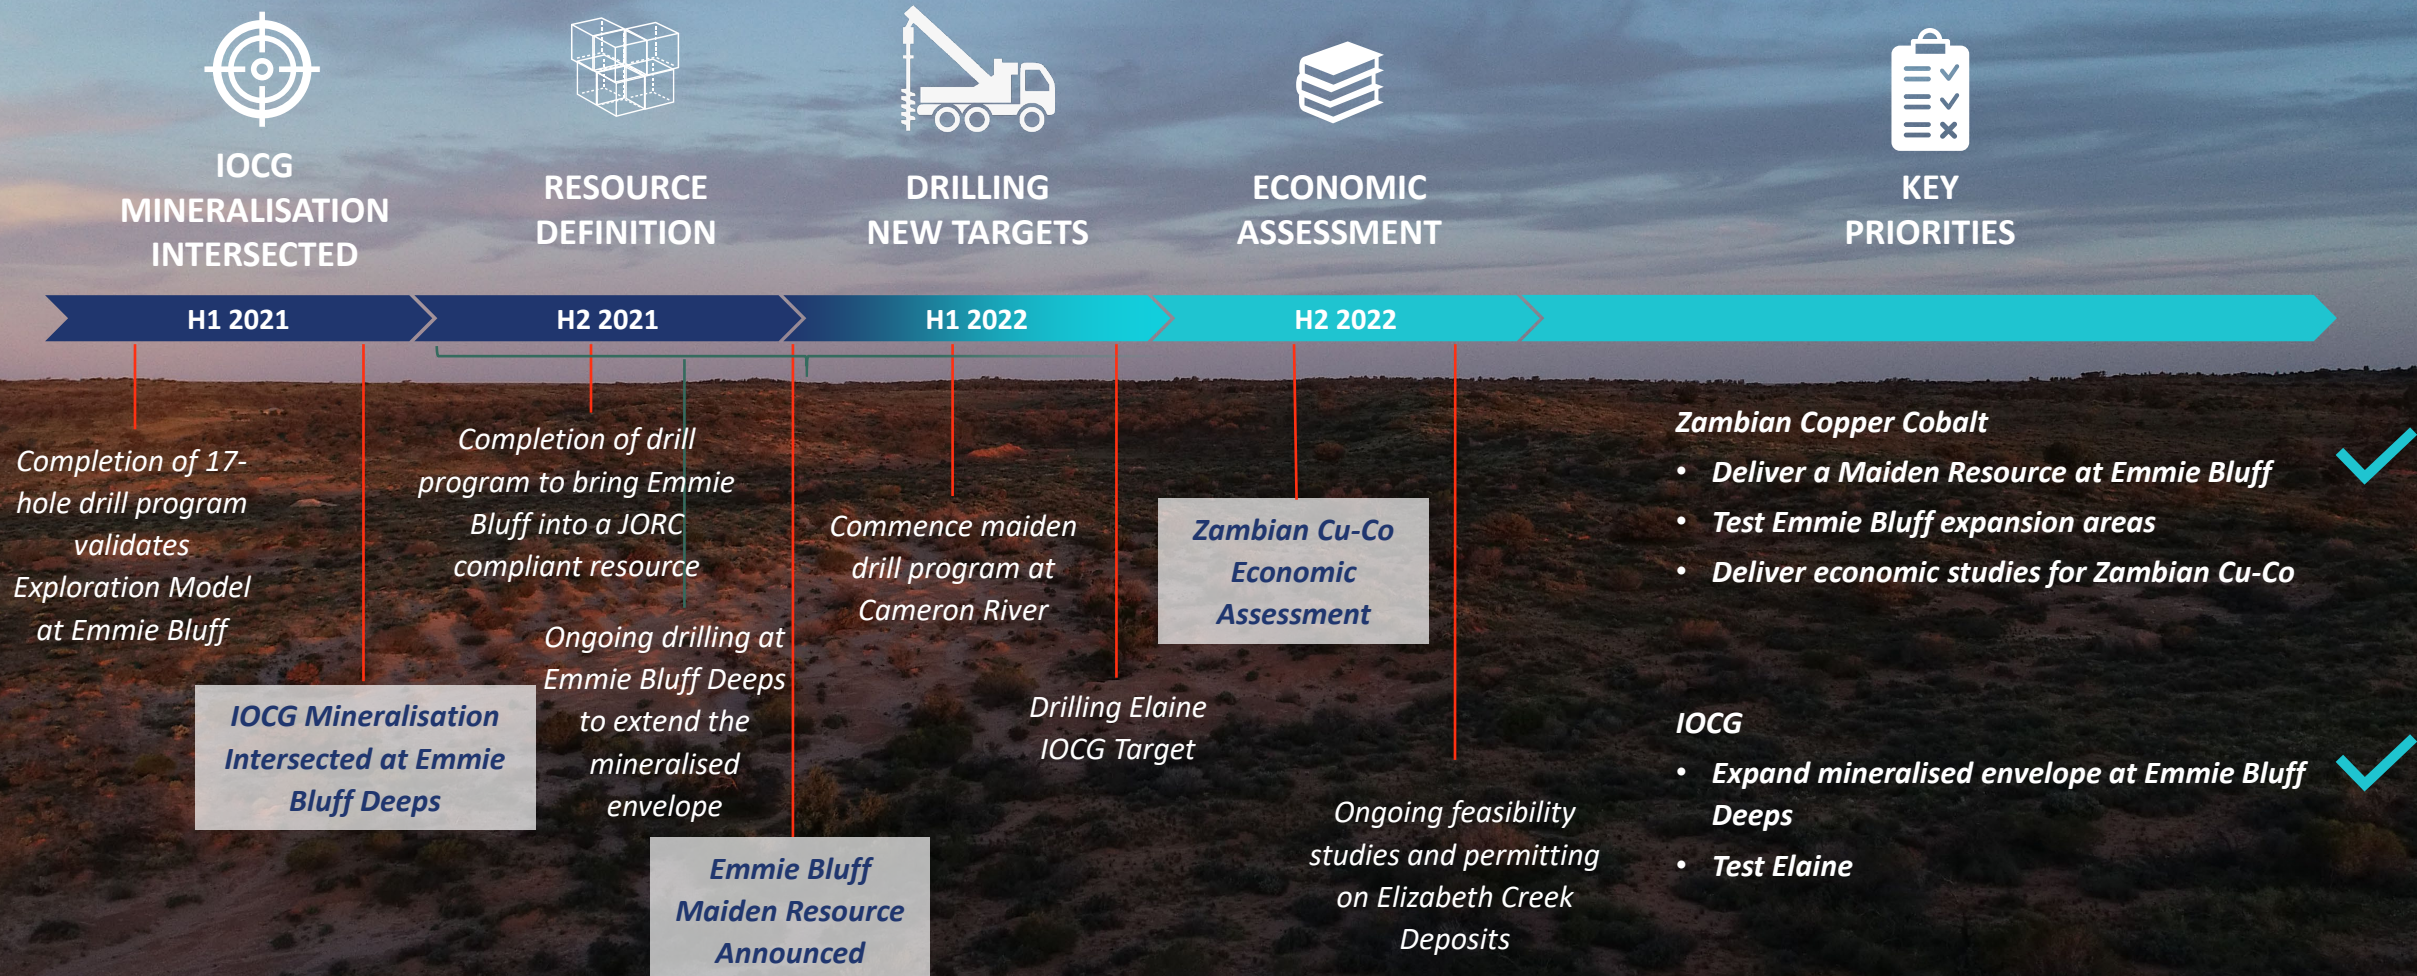 IOCG
MINERALISATION
INTERSECTED
RESOURCE
DEFINITION
DRILLING
NEW TARGETS
ECONOMIC
ASSESSMENT
KEY
PRIORITIES
H1 2021
H2 2021
H1 2022
H2 2022
Completion of 17-
hole drill program
validates
Exploration Model
at Emmie Bluff
IOCG Mineralisation
Intersected at Emmie
Bluff Deeps
Completion of drill
program to bring Emmie
Bluff into a JORC
compliant resource
Ongoing drilling at
Emmie Bluff Deeps
to extend the
mineralised
envelope
Emmie Bluff
Maiden Resource
Announced
Commence maiden
drill program at
Cameron River
Drilling Elaine
IOCG Target
Zambian Cu-Co
Economic
Assessment
Ongoing feasibility
studies and permitting
on Elizabeth Creek
Deposits
Zambian Copper Cobalt
• Deliver a Maiden Resource at Emmie Bluff
• Test Emmie Bluff expansion areas
• Deliver economic studies for Zambian Cu-Co
IOCG
• Expand mineralised envelope at Emmie Bluff
Deeps
• Test Elaine